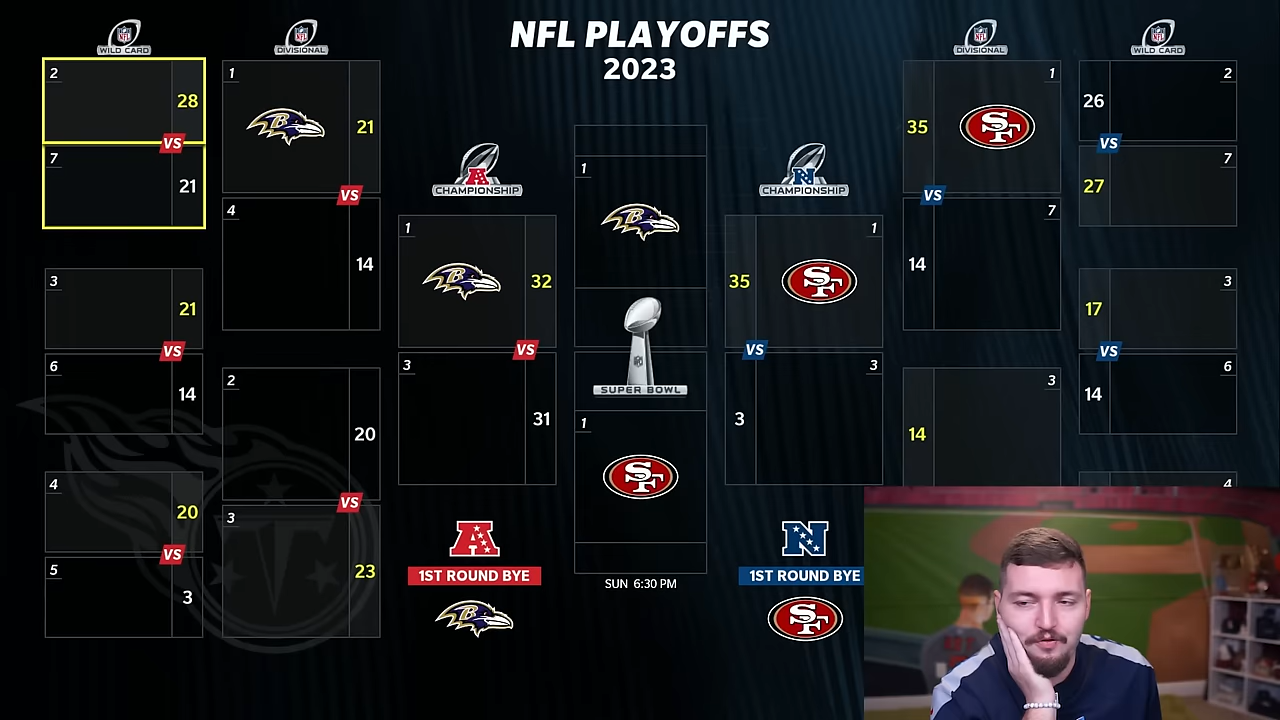 NFL PLAYOFFS
2023
WILD CARD
DIVISIONAL
DIVISIONAL
WILD CARD
2
28
VS
7
21
3
21
VS
6
14
4
20
VS
5
3
1
21
VS
4
14
2
20
VS
3
23
CHAMPIONSHIP
1
32
VS
3
31
1ST ROUND BYE
1
SUPER BOWL
1
SUN 6:30 PM
CHAMPIONSHIP
35
1
VS
3
3
1ST ROUND BYE
35
1
VS
14
7
14
3
26
2
VS
27
7
17
3
VS
14
6
4